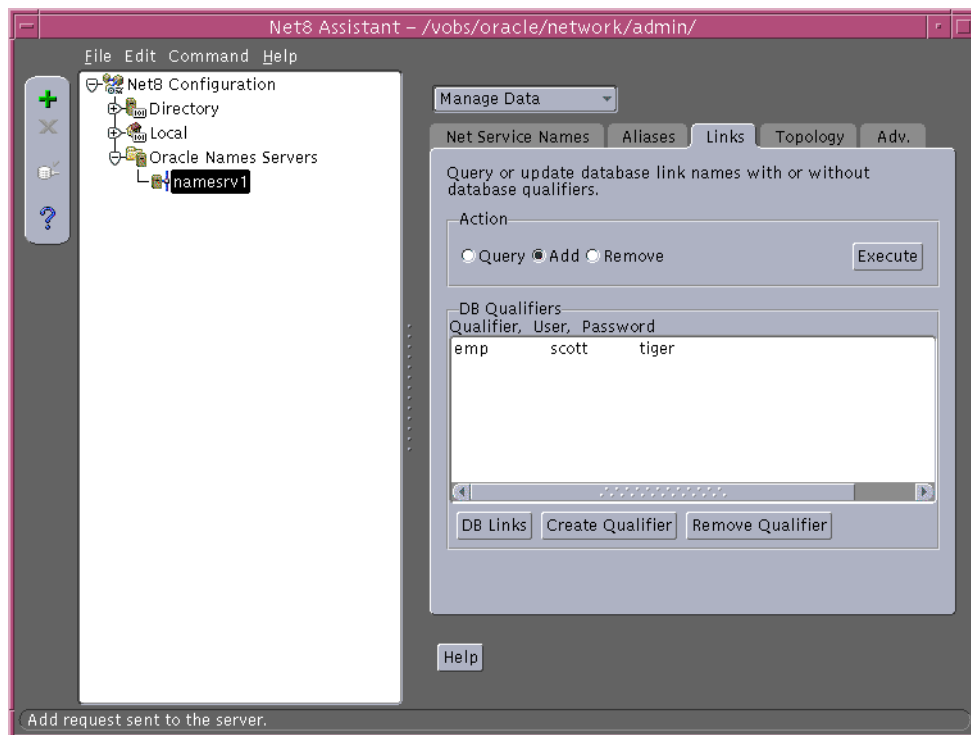 Net8 Assistant – /vobs/oracle/network/admin/
File Edit Command Help
Net8 Configuration
Directory
Local
Oracle Names Servers
namesrv1
Manage Data
Net Service Names Aliases Links Topology Adv.
Query or update database link names with or without
database qualifiers.
Action
Query Add Remove Execute
DB Qualifiers
Qualifier, User, Password
emp scott tiger
DB Links Create Qualifier Remove Qualifier
Help
Add request sent to the server.